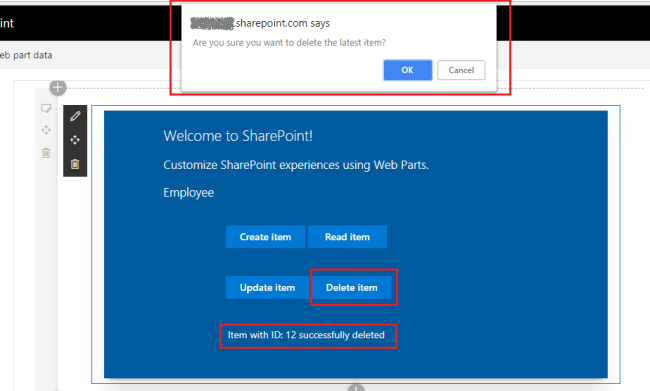 .sharepoint.com says
int
Are you sure you want to delete the latest item?
OK Cancel
eb part data
Welcome to SharePoint!
Customize SharePoint experiences using Web Parts.
Employee
Create item Read item
Update item Delete item
Item with ID: 12 successfully deleted